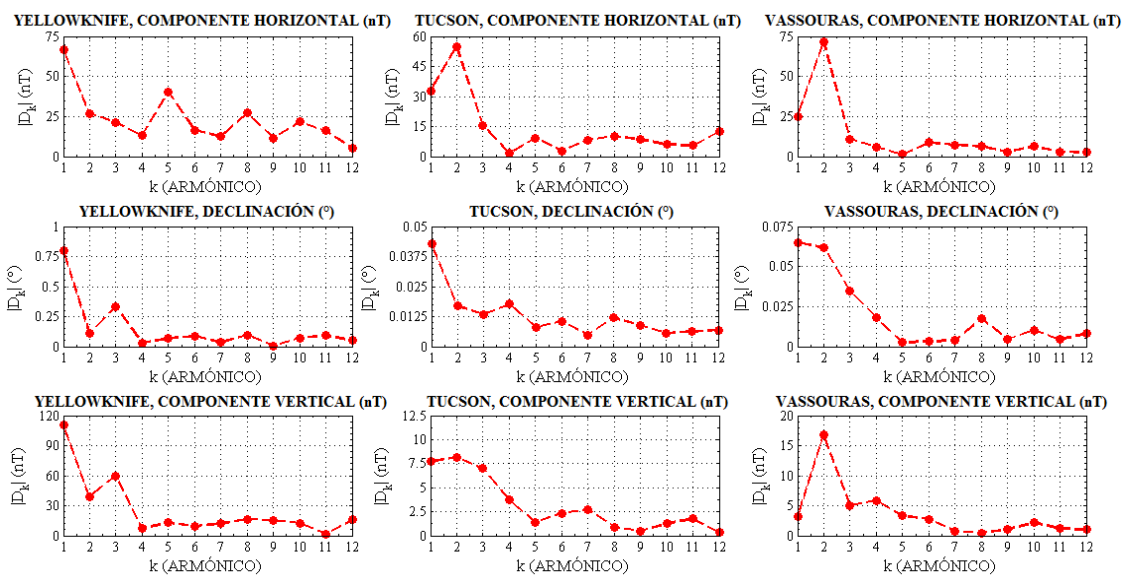 YELLOWKNIFE, COMPONENTE HORIZONTAL (nT)
|D_k| (nT)
75
50
25
0
1 2 3 4 5 6 7 8 9 10 11 12
k (ARMÓNICO)
TUCSON, COMPONENTE HORIZONTAL (nT)
|D_k| (nT)
60
45
30
15
0
1 2 3 4 5 6 7 8 9 10 11 12
k (ARMÓNICO)
VASSOURAS, COMPONENTE HORIZONTAL (nT)
|D_k| (nT)
75
50
25
0
1 2 3 4 5 6 7 8 9 10 11 12
k (ARMÓNICO)
YELLOWKNIFE, DECLINACIÓN (°)
|D_k| (°)
1
0.75
0.5
0.25
0
1 2 3 4 5 6 7 8 9 10 11 12
k (ARMÓNICO)
TUCSON, DECLINACIÓN (°)
|D_k| (°)
0.05
0.0375
0.025
0.0125
0
1 2 3 4 5 6 7 8 9 10 11 12
k (ARMÓNICO)
VASSOURAS, DECLINACIÓN (°)
|D_k| (°)
0.075
0.05
0.025
0
1 2 3 4 5 6 7 8 9 10 11 12
k (ARMÓNICO)
YELLOWKNIFE, COMPONENTE VERTICAL (nT)
|D_k| (nT)
120
90
60
30
0
1 2 3 4 5 6 7 8 9 10 11 12
k (ARMÓNICO)
TUCSON, COMPONENTE VERTICAL (nT)
|D_k| (nT)
12.5
10
7.5
5
2.5
0
1 2 3 4 5 6 7 8 9 10 11 12
k (ARMÓNICO)
VASSOURAS, COMPONENTE VERTICAL (nT)
|D_k| (nT)
20
15
10
5
0
1 2 3 4 5 6 7 8 9 10 11 12
k (ARMÓNICO)